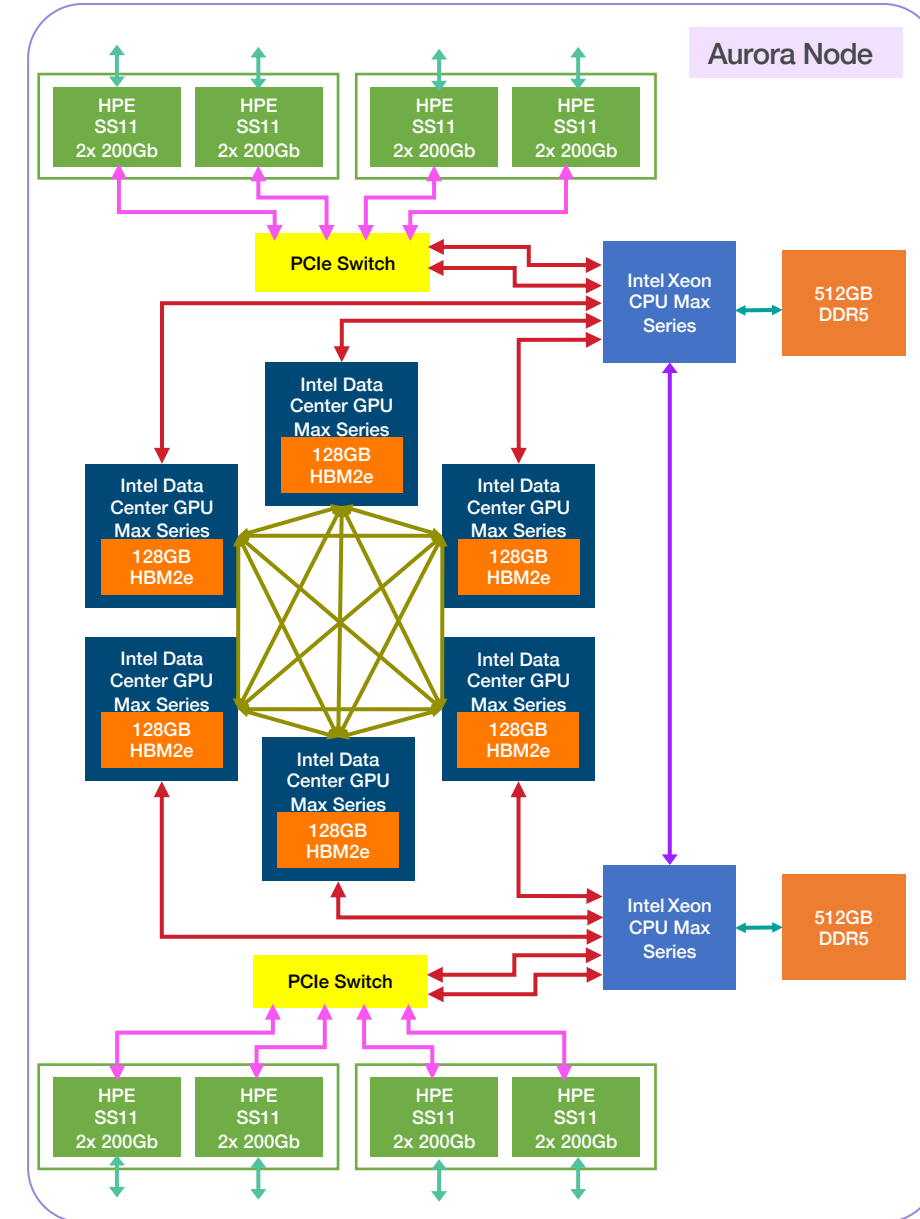 Aurora Node
HPE
SS11
2x 200Gb
HPE
SS11
2x 200Gb
HPE
SS11
2x 200Gb
HPE
SS11
2x 200Gb
PCIe Switch
Intel Xeon
CPU Max
Series
512GB
DDR5
Intel Data
Center GPU
Max Series
128GB
HBM2e
Intel Data
Center GPU
Max Series
128GB
HBM2e
Intel Data
Center GPU
Max Series
128GB
HBM2e
Intel Data
Center GPU
Max Series
128GB
HBM2e
Intel Data
Center GPU
Max Series
128GB
HBM2e
Intel Data
Center GPU
Max Series
128GB
HBM2e
Intel Xeon
CPU Max
Series
512GB
DDR5
PCIe Switch
HPE
SS11
2x 200Gb
HPE
SS11
2x 200Gb
HPE
SS11
2x 200Gb
HPE
SS11
2x 200Gb